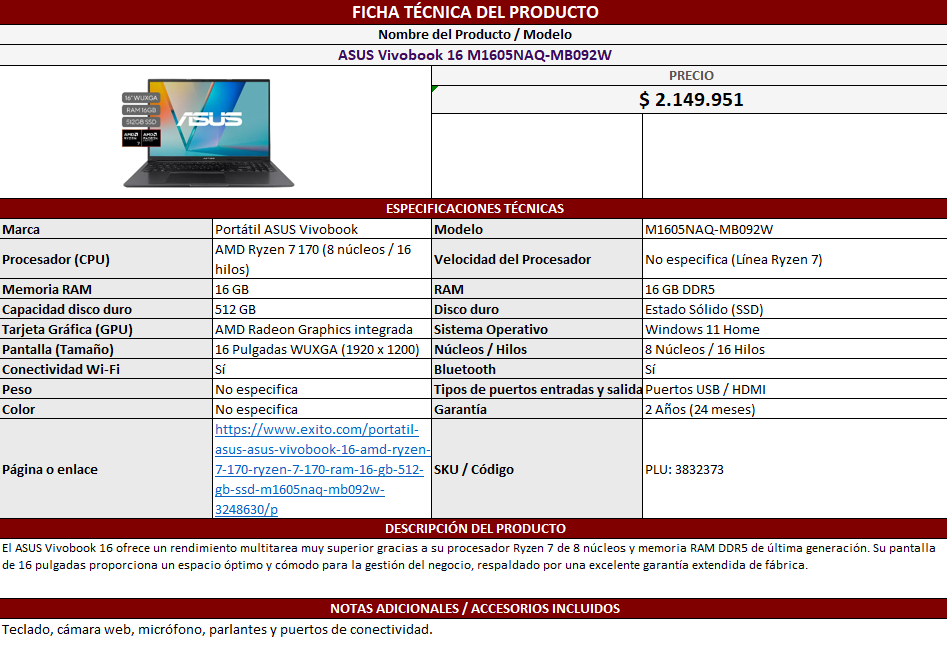 FICHA TÉCNICA DEL PRODUCTO
Nombre del Producto / Modelo
ASUS Vivobook 16 M1605NAQ-MB092W
16" WUXGA
RAM 16GB
512GB SSD
AMD RYZEN 7
AMD RADEON
ASUS
PRECIO
$ 2.149.951
ESPECIFICACIONES TÉCNICAS
Marca
Portátil ASUS Vivobook
Modelo
M1605NAQ-MB092W
Procesador (CPU)
AMD Ryzen 7 170 (8 núcleos / 16
hilos)
Velocidad del Procesador
No especifica (Línea Ryzen 7)
Memoria RAM
16 GB
RAM
16 GB DDR5
Capacidad disco duro
512 GB
Disco duro
Estado Sólido (SSD)
Tarjeta Gráfica (GPU)
AMD Radeon Graphics integrada
Sistema Operativo
Windows 11 Home
Pantalla (Tamaño)
16 Pulgadas WUXGA (1920 x 1200)
Núcleos / Hilos
8 Núcleos / 16 Hilos
Conectividad Wi-Fi
Sí
Bluetooth
Sí
Peso
No especifica
Tipos de puertos entradas y salida
Puertos USB / HDMI
Color
No especifica
Garantía
2 Años (24 meses)
Página o enlace
https://www.exito.com/portatil-
asus-asus-vivobook-16-amd-ryzen-
7-170-ryzen-7-170-ram-16-gb-512-
gb-ssd-m1605naq-mb092w-
3248630/p
SKU / Código
PLU: 3832373
DESCRIPCIÓN DEL PRODUCTO
El ASUS Vivobook 16 ofrece un rendimiento multitarea muy superior gracias a su procesador Ryzen 7 de 8 núcleos y memoria RAM DDR5 de última generación. Su pantalla
de 16 pulgadas proporciona un espacio óptimo y cómodo para la gestión del negocio, respaldado por una excelente garantía extendida de fábrica.
NOTAS ADICIONALES / ACCESORIOS INCLUIDOS
Teclado, cámara web, micrófono, parlantes y puertos de conectividad.